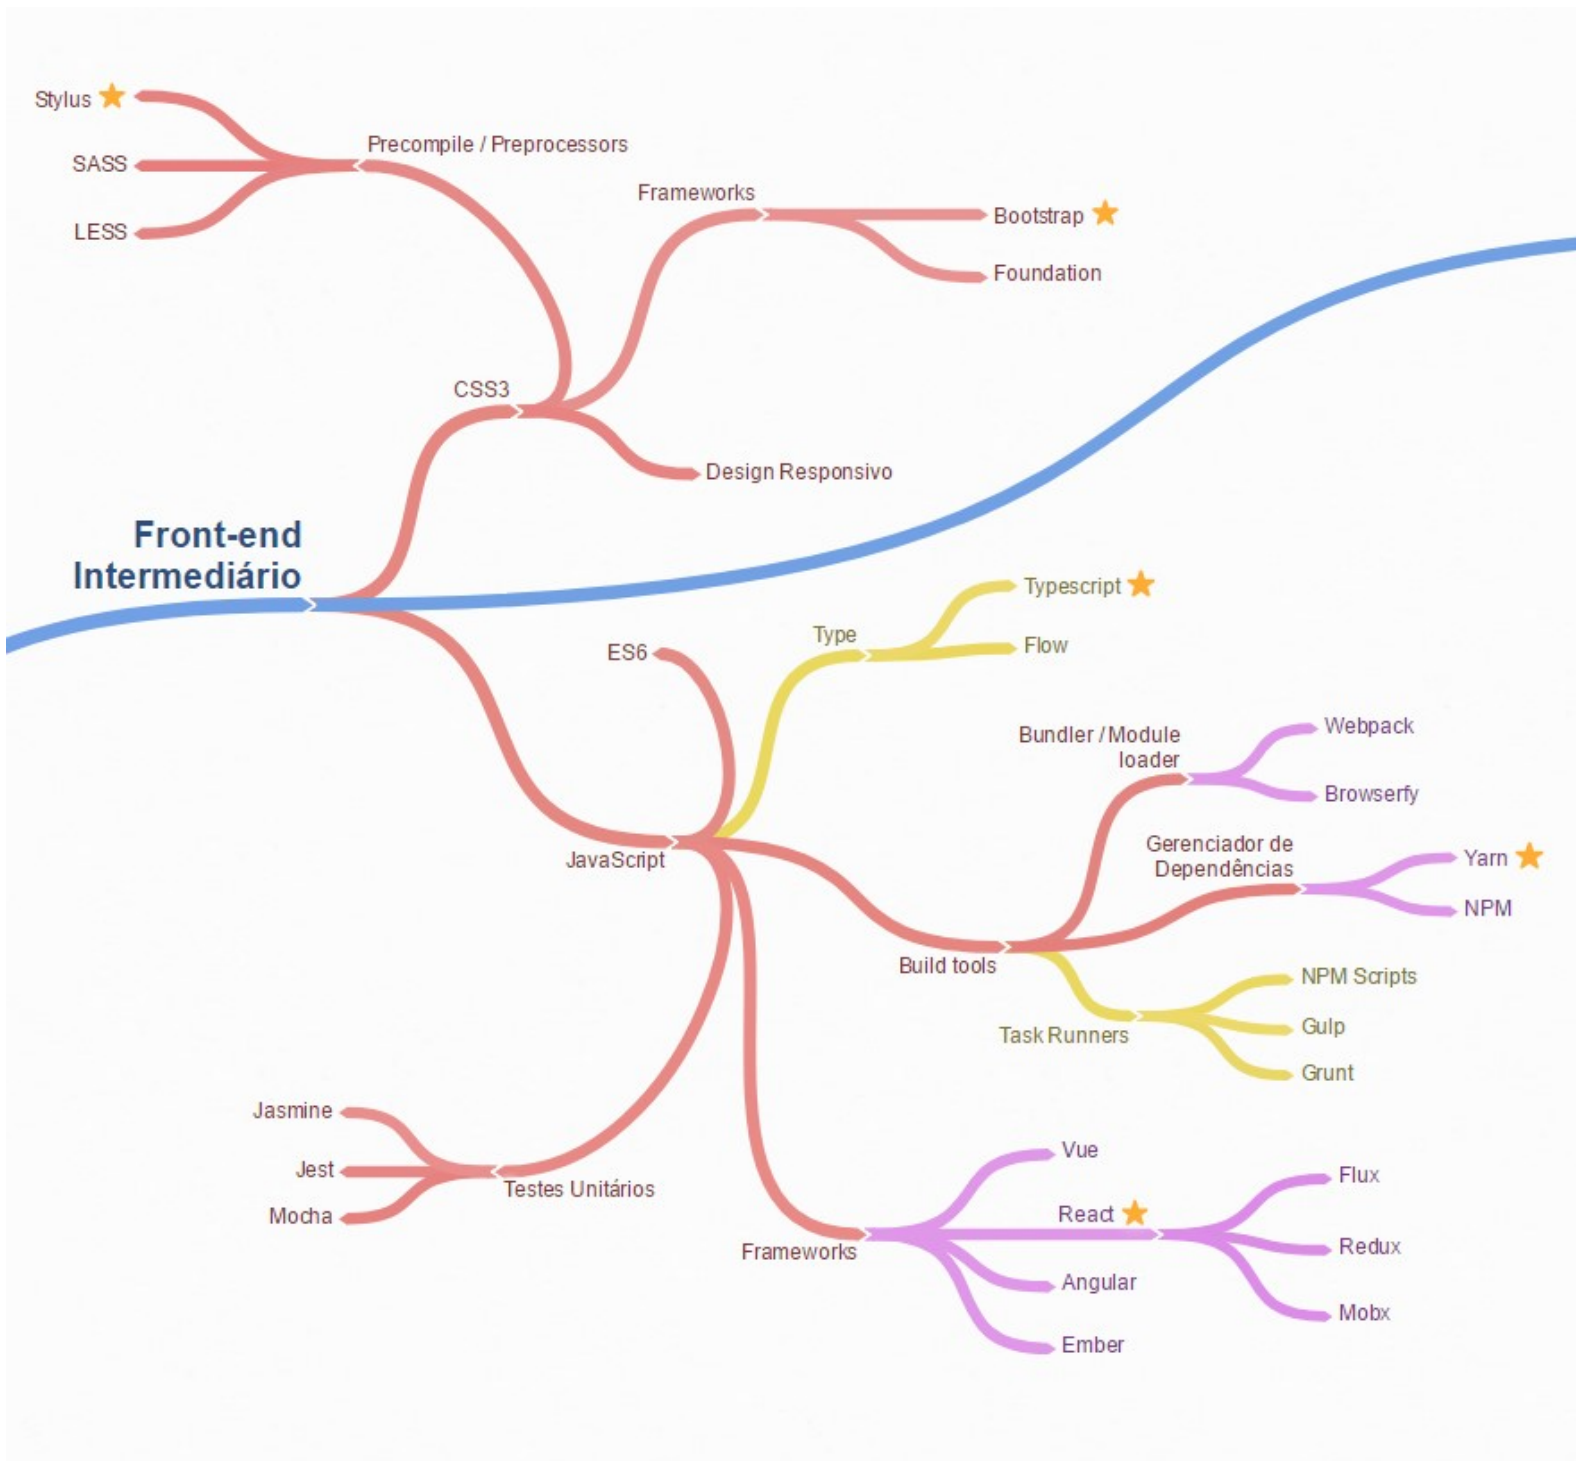 Stylus
SASS
LESS
Precompile / Preprocessors
Frameworks
Bootstrap
Foundation
CSS3
Design Responsivo
Front-end
Intermediário
Typescript
Type
Flow
ES6
Bundler / Module
loader
Webpack
Browserfy
JavaScript
Gerenciador de
Dependências
Yarn
NPM
Build tools
NPM Scripts
Task Runners
Gulp
Grunt
Jasmine
Jest
Mocha
Testes Unitários
Frameworks
Vue
React
Angular
Ember
Flux
Redux
Mobx